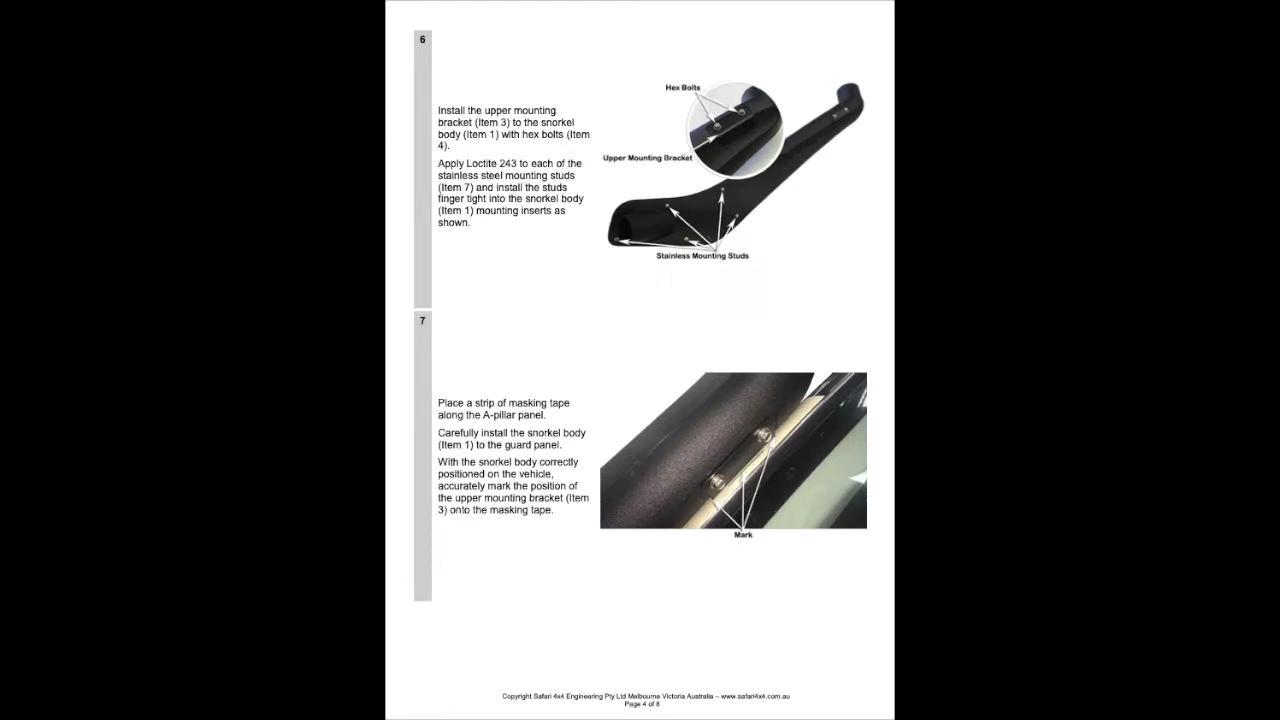 6
Hex Bolts
Install the upper mounting
bracket (Item 3) to the snorkel
body (Item 1) with hex bolts (Item
4).
Upper Mounting Bracket
Apply Loctite 243 to each of the
stainless steel mounting studs
(Item 7) and install the studs
finger tight into the snorkel body
(Item 1) mounting inserts as
shown.
Stainless Mounting Studs
7
Place a strip of masking tape
along the A-pillar panel.
Carefully install the snorkel body
(Item 1) to the guard panel.
With the snorkel body correctly
positioned on the vehicle,
accurately mark the position of
the upper mounting bracket (Item
3) onto the masking tape.
Mark
Copyright Safari 4x4 Engineering Pty Ltd Melbourne Victoria Australia – www.safari4x4.com.au
Page 4 of 8